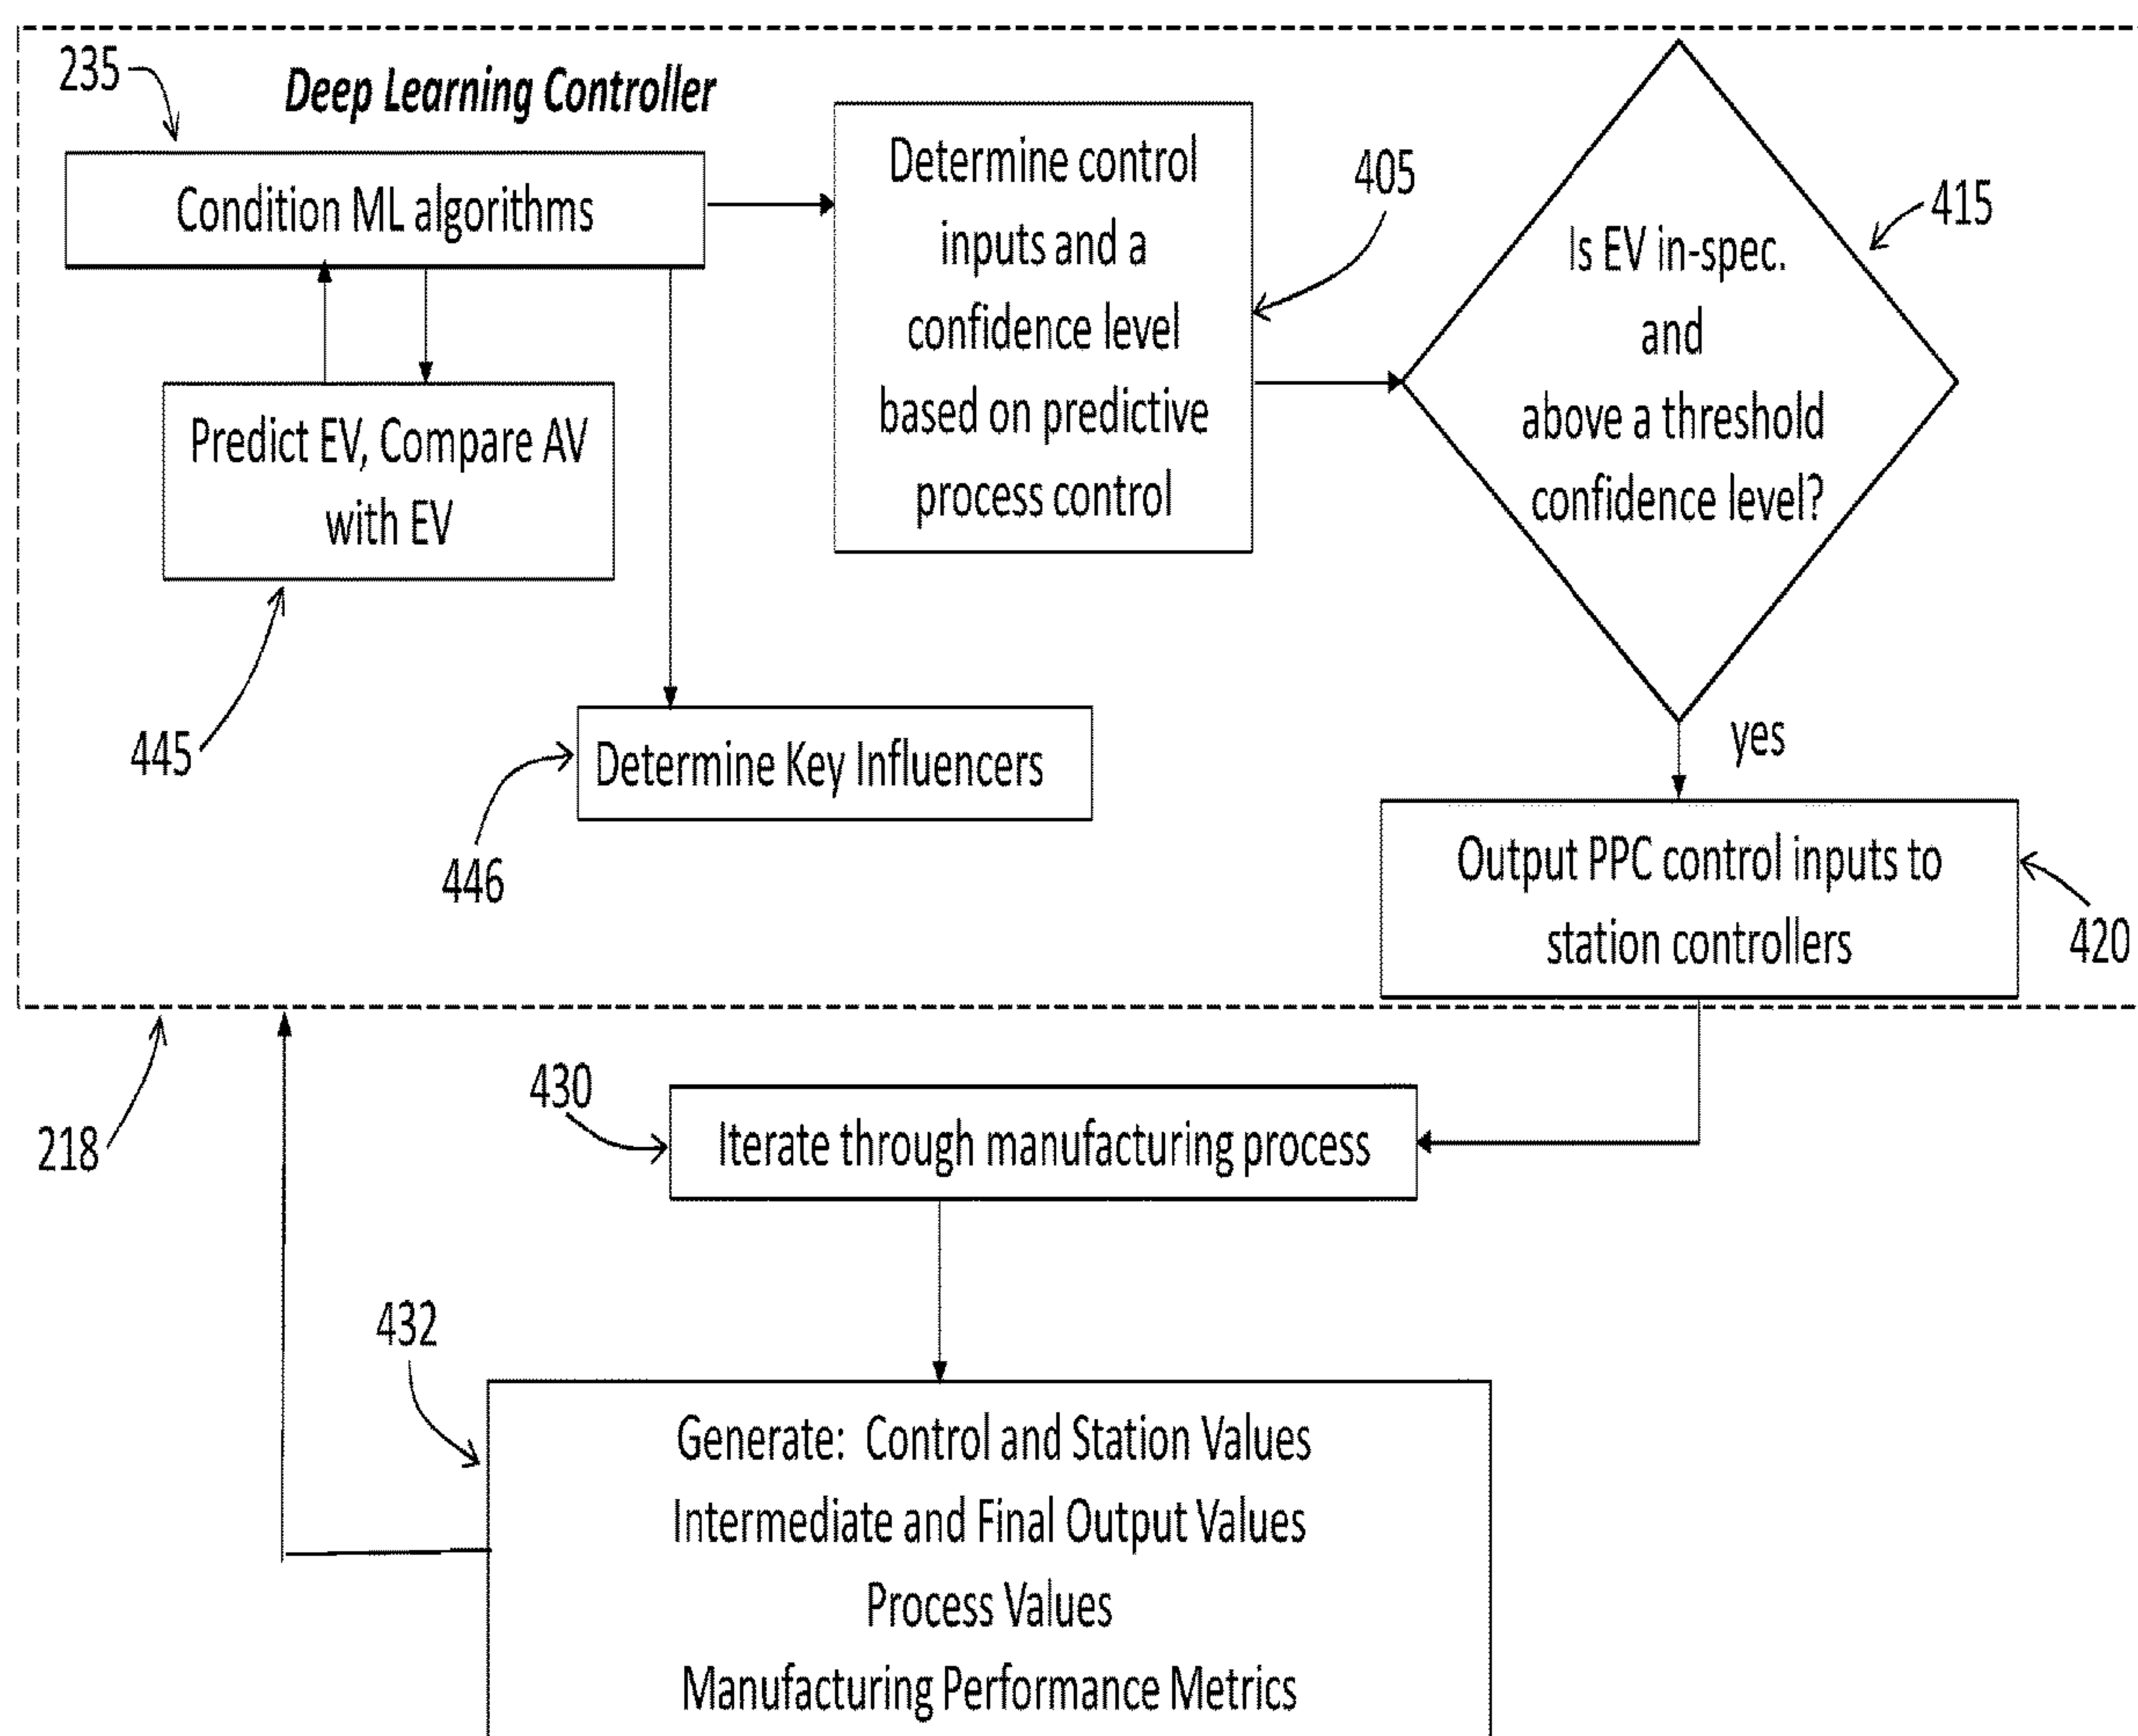 235
Deep Learning Controller
Condition ML algorithms
Determine control
inputs and a
confidence level
based on predictive
process control
405
Is EV in-spec.
and
above a threshold
confidence level?
415
Predict EV, Compare AV
with EV
445
Determine Key Influencers
446
yes
Output PPC control inputs to
station controllers
420
218
430
Iterate through manufacturing process
432
Generate: Control and Station Values
Intermediate and Final Output Values
Process Values
Manufacturing Performance Metrics